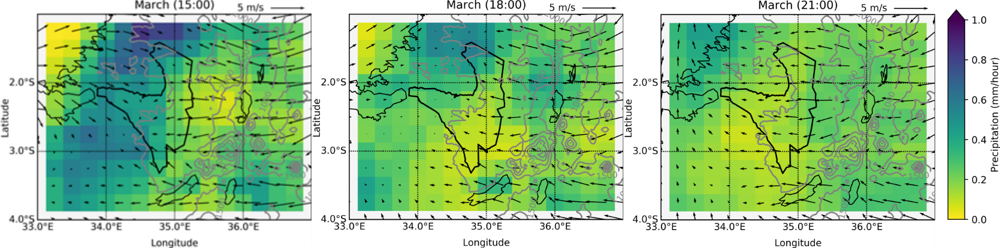 March (15:00) 5 m/s
March (18:00) 5 m/s
March (21:00) 5 m/s
2.0°S
3.0°S
4.0°S
33.0°E 34.0°E 35.0°E 36.0°E
Longitude
Latitude
2.0°S
3.0°S
4.0°S
33.0°E 34.0°E 35.0°E 36.0°E
Longitude
Latitude
2.0°S
3.0°S
4.0°S
33.0°E 34.0°E 35.0°E 36.0°E
Longitude
Latitude
1500
1500
1500
1.0
0.8
0.6
0.4
0.2
0.0
Precipitation (mm/hour)